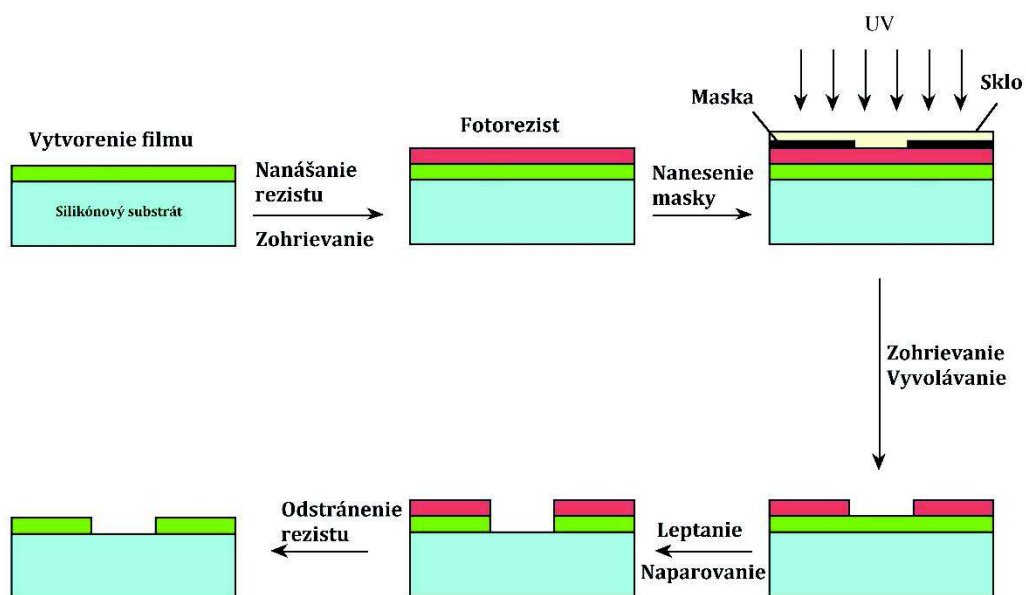 Vytvorenie filmu
Silikónový substrát
Nanášanie
rezistu
Zohrievanie
Fotorezist
Nanesenie
masky
UV
Maska
Sklo
Zohrievanie
Vyvolávanie
Leptanie
Naparovanie
Odstránenie
rezistu